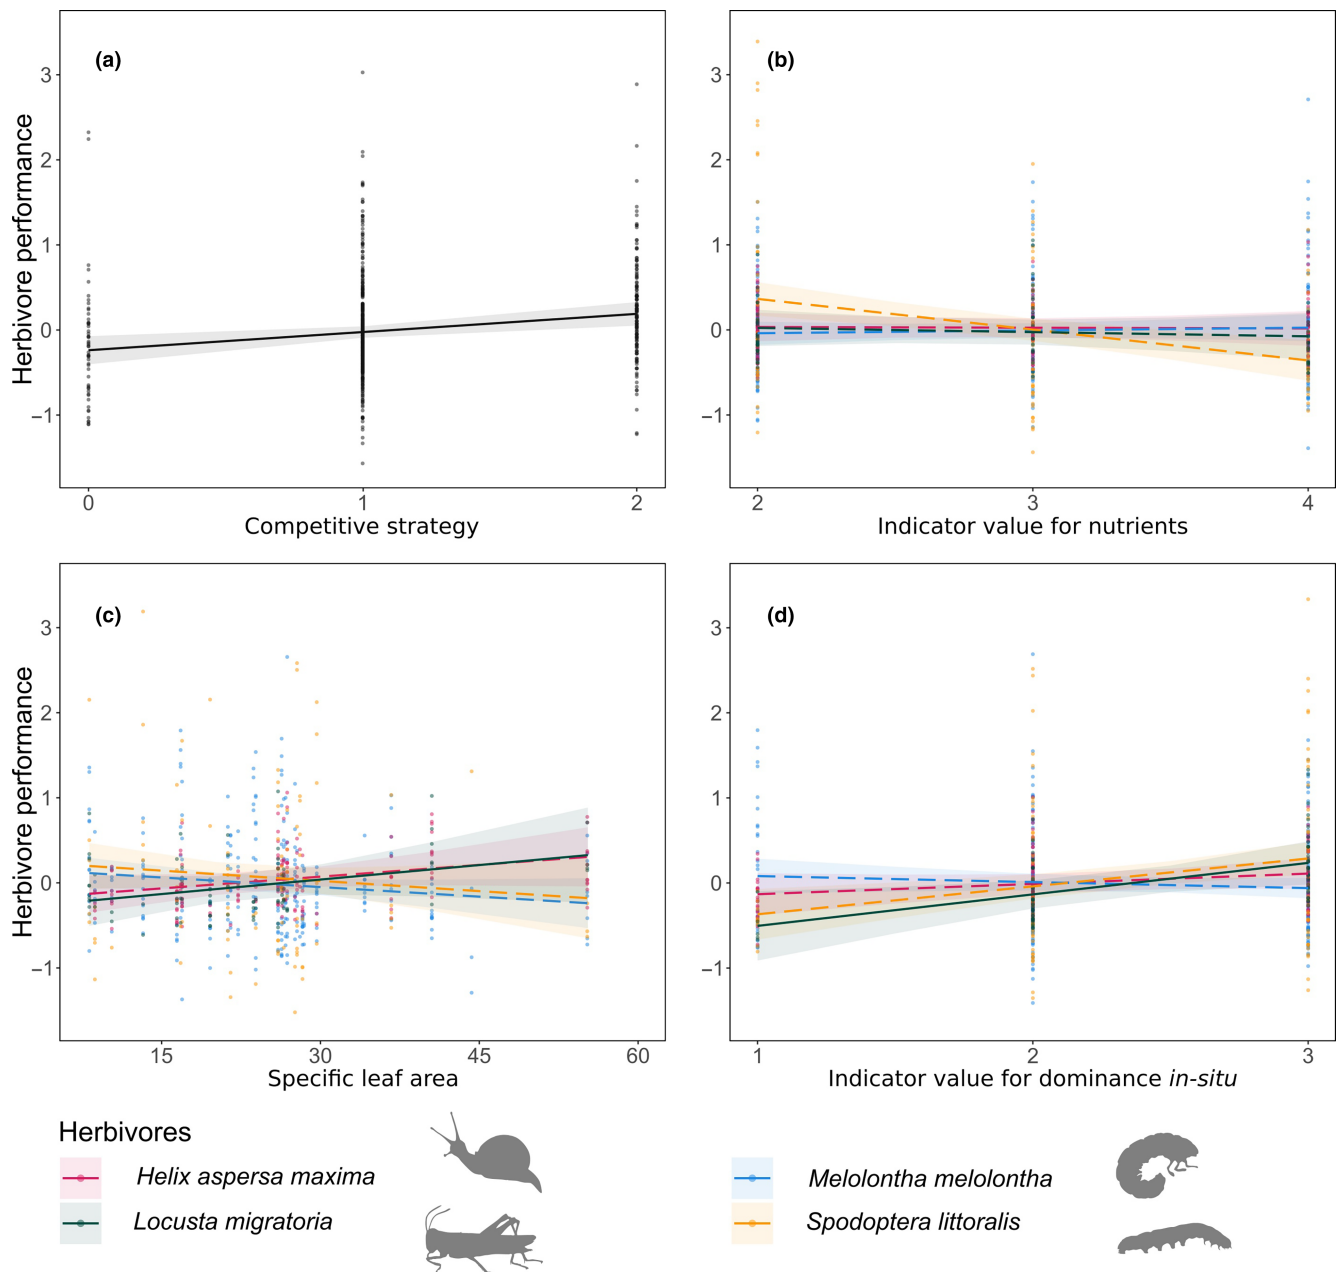 (a)
Herbivore performance
3
2
1
0
−1
0 1 2
Competitive strategy
(b)
3
2
1
0
−1
2 3 4
Indicator value for nutrients
(c)
Herbivore performance
3
2
1
0
−1
15 30 45 60
Specific leaf area
(d)
3
2
1
0
−1
1 2 3
Indicator value for dominance in-situ
Herbivores
Helix aspersa maxima
Locusta migratoria
Melolontha melolontha
Spodoptera littoralis